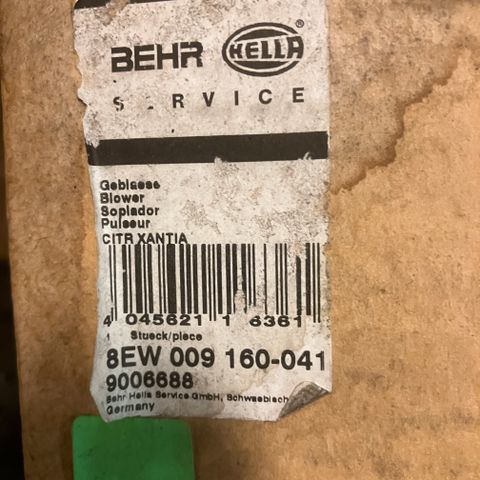 BEHR HELLA ®
S RVICE
Geblaese
Blower
Soplador
Pulseur
CITR XANTIA
4 045621 1 6361
1 Stueck/piece
8EW 009 160-041
9006688
Behr Hella Service GmbH, Schwaebisch
Germany